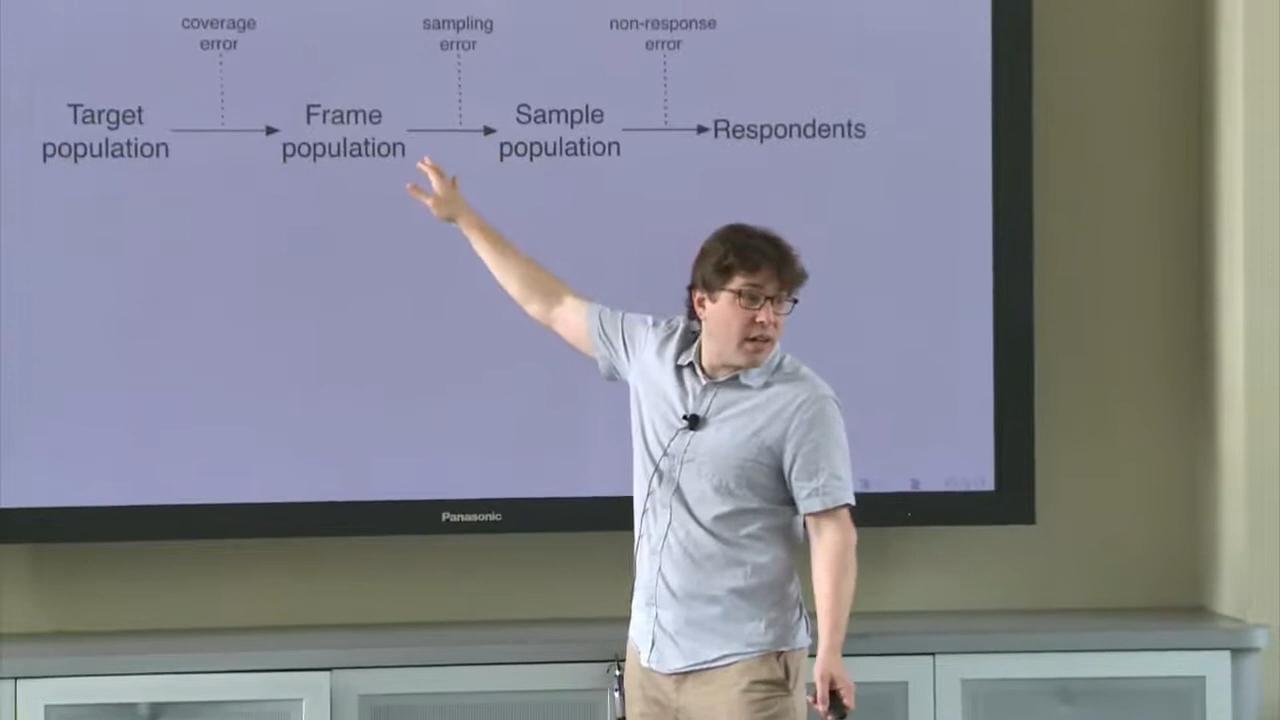 coverage
error
sampling
error
non-response
error
Target
population
Frame
population
Sample
population
Respondents
Panasonic